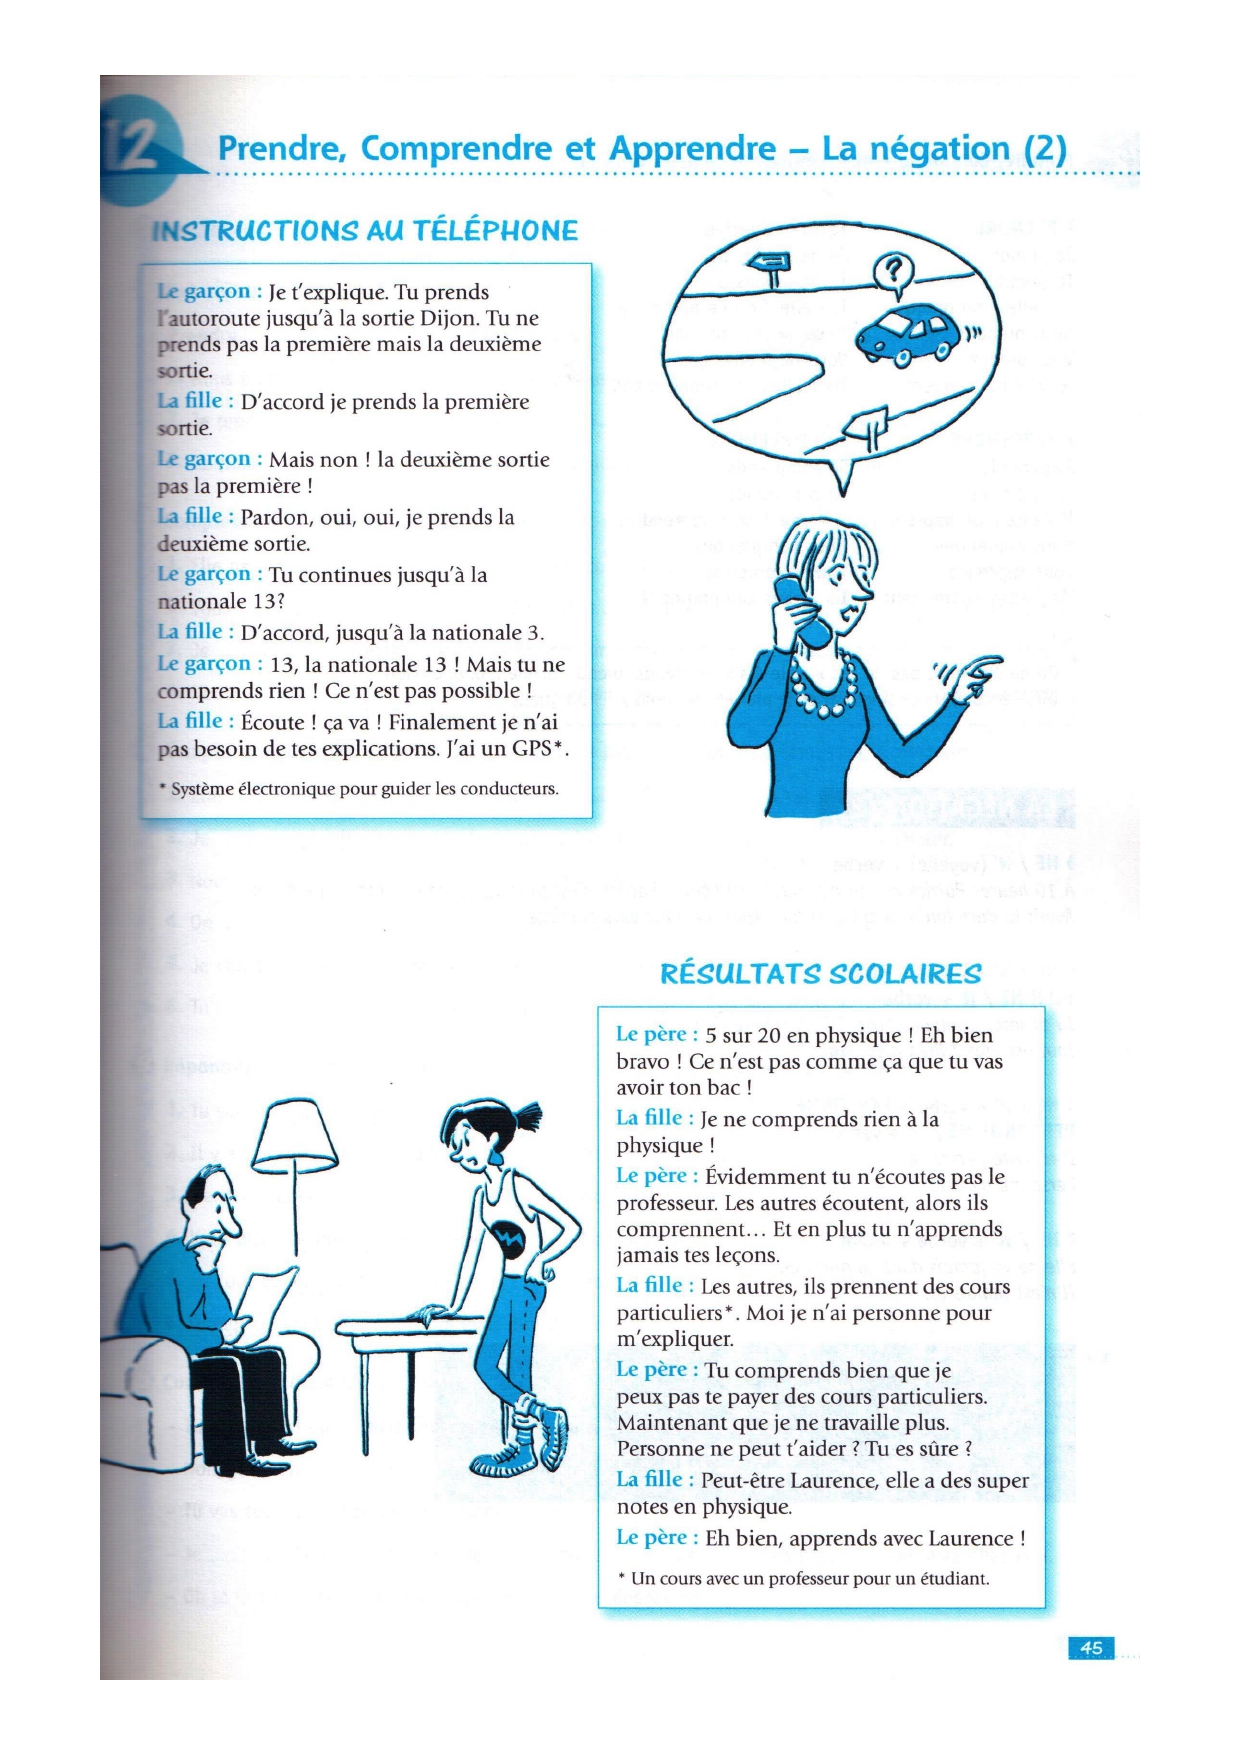 12
Prendre, Comprendre et Apprendre – La négation (2)
INSTRUCTIONS AU TÉLÉPHONE
Le garçon : Je t'explique. Tu prends
l'autoroute jusqu'à la sortie Dijon. Tu ne
prends pas la première mais la deuxième
sortie.
La fille : D'accord je prends la première
sortie.
Le garçon : Mais non ! la deuxième sortie
pas la première !
La fille : Pardon, oui, oui, je prends la
deuxième sortie.
Le garçon : Tu continues jusqu'à la
nationale 13?
La fille : D'accord, jusqu'à la nationale 3.
Le garçon : 13, la nationale 13 ! Mais tu ne
comprends rien ! Ce n'est pas possible !
La fille : Écoute ! ça va ! Finalement je n'ai
pas besoin de tes explications. J'ai un GPS*.
* Système électronique pour guider les conducteurs.
?
RÉSULTATS SCOLAIRES
Le père : 5 sur 20 en physique ! Eh bien
bravo ! Ce n'est pas comme ça que tu vas
avoir ton bac !
La fille : Je ne comprends rien à la
physique !
Le père : Évidemment tu n'écoutes pas le
professeur. Les autres écoutent, alors ils
comprennent... Et en plus tu n'apprends
jamais tes leçons.
La fille : Les autres, ils prennent des cours
particuliers*. Moi je n'ai personne pour
m'expliquer.
Le père : Tu comprends bien que je
peux pas te payer des cours particuliers.
Maintenant que je ne travaille plus.
Personne ne peut t'aider ? Tu es sûre ?
La fille : Peut-être Laurence, elle a des super
notes en physique.
Le père : Eh bien, apprends avec Laurence !
* Un cours avec un professeur pour un étudiant.
45